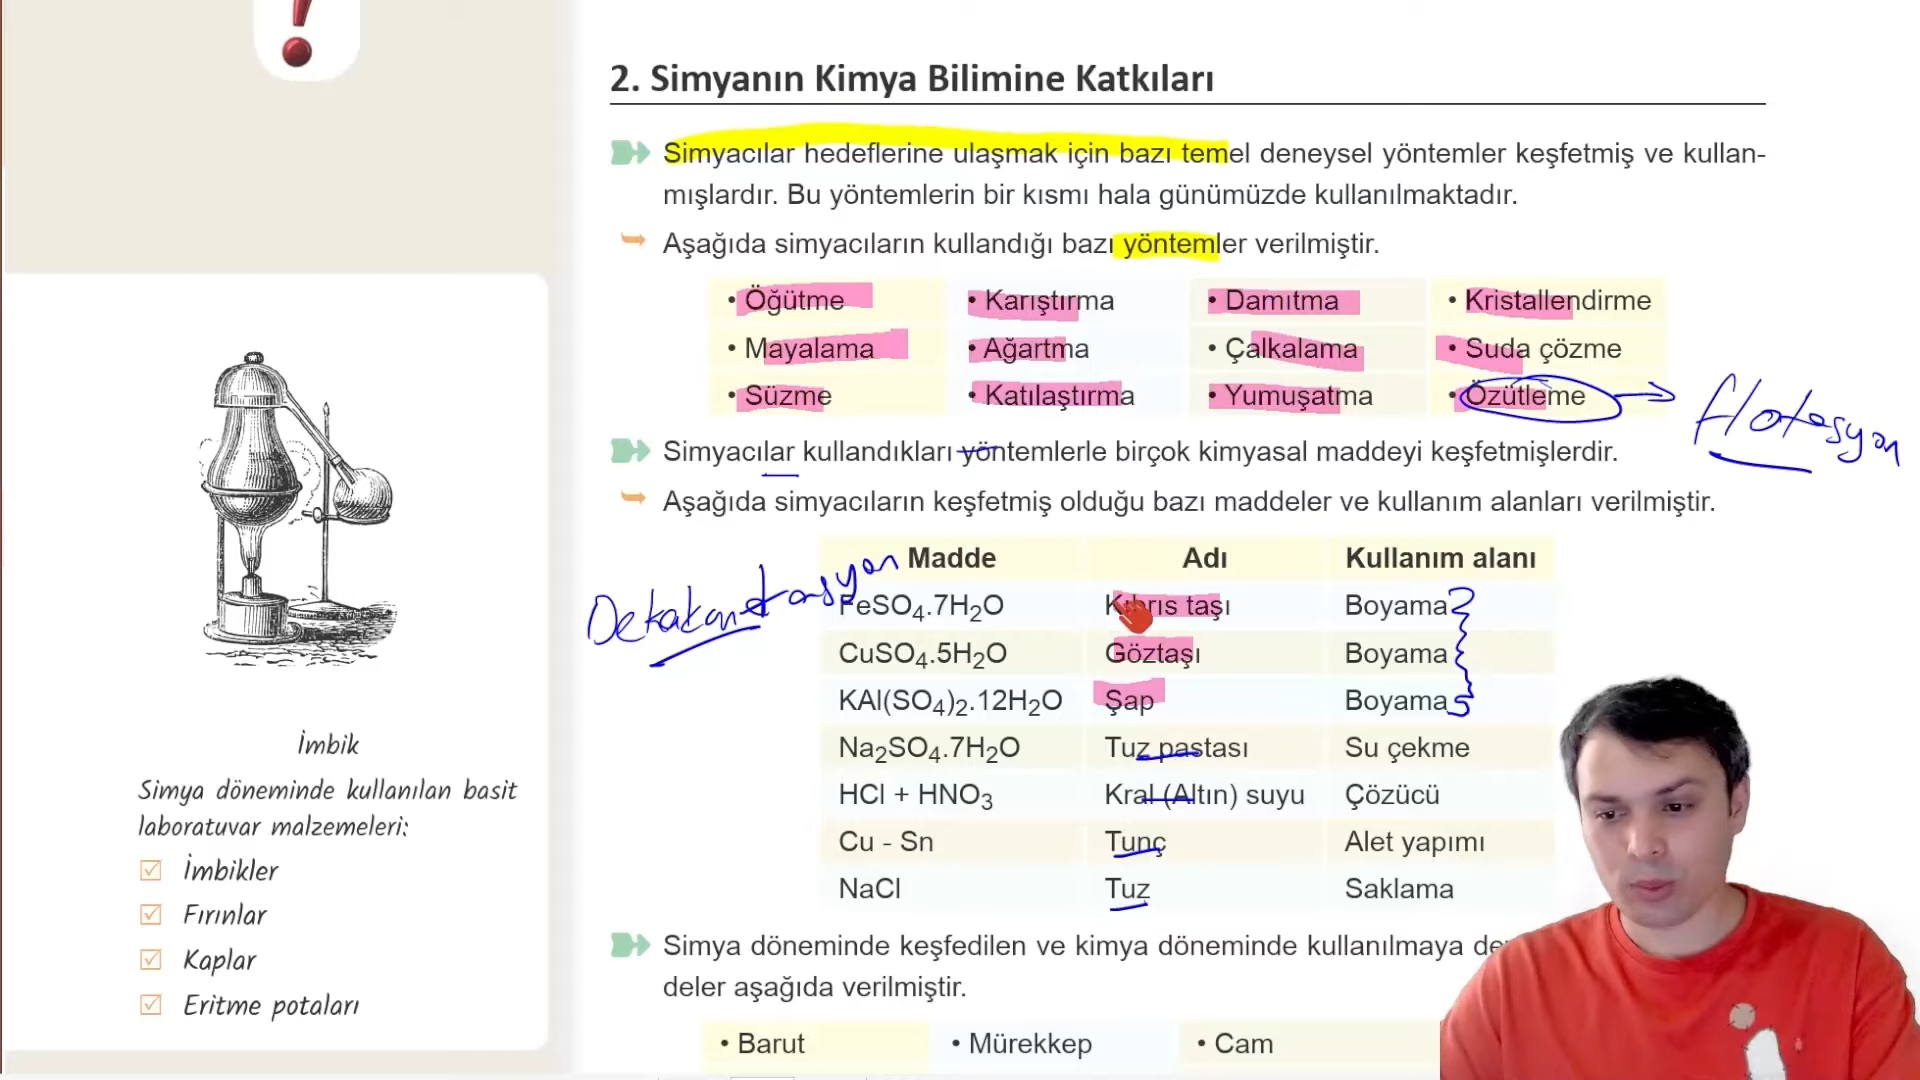 2. Simyanın Kimya Bilimine Katkıları
Simyacılar hedeflerine ulaşmak için bazı temel deneysel yöntemler keşfetmiş ve kullan-
mışlardır. Bu yöntemlerin bir kısmı hala günümüzde kullanılmaktadır.
Aşağıda simyacıların kullandığı bazı yöntemler verilmiştir.
• Öğütme • Karıştırma • Damıtma • Kristallendirme
• Mayalama • Ağartma • Çalkalama • Suda çözme
• Süzme • Katılaştırma • Yumuşatma • Özütleme
flotasyon
Simyacılar kullandıkları yöntemlerle birçok kimyasal maddeyi keşfetmişlerdir.
Aşağıda simyacıların keşfetmiş olduğu bazı maddeler ve kullanım alanları verilmiştir.
Madde Adı Kullanım alanı
FeSO4.7H2O Kıbrıs taşı Boyama
CuSO4.5H2O Göztaşı Boyama
KAl(SO4)2.12H2O Şap Boyama
Na2SO4.7H2O Tuz pastası Su çekme
HCl + HNO3 Kral (Altın) suyu Çözücü
Cu - Sn Tunç Alet yapımı
NaCl Tuz Saklama
Simya döneminde keşfedilen ve kimya döneminde kullanılmaya
deler aşağıda verilmiştir.
• Barut • Mürekkep • Cam
İmbik
Simya döneminde kullanılan basit
laboratuvar malzemeleri:
İmbikler
Fırınlar
Kaplar
Eritme potaları